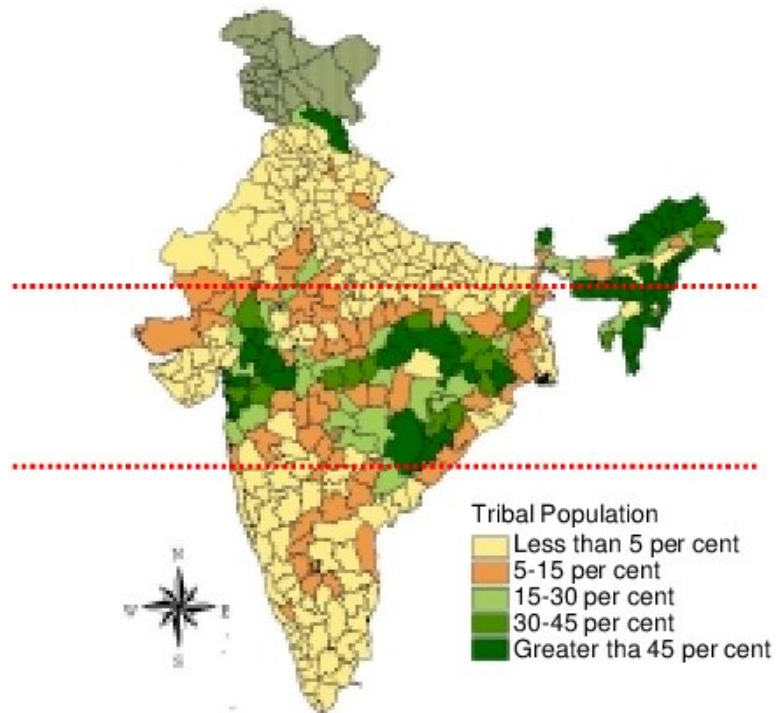 Tribal Population
Less than 5 per cent
5-15 per cent
15-30 per cent
30-45 per cent
Greater tha 45 per cent
N
W
E
S